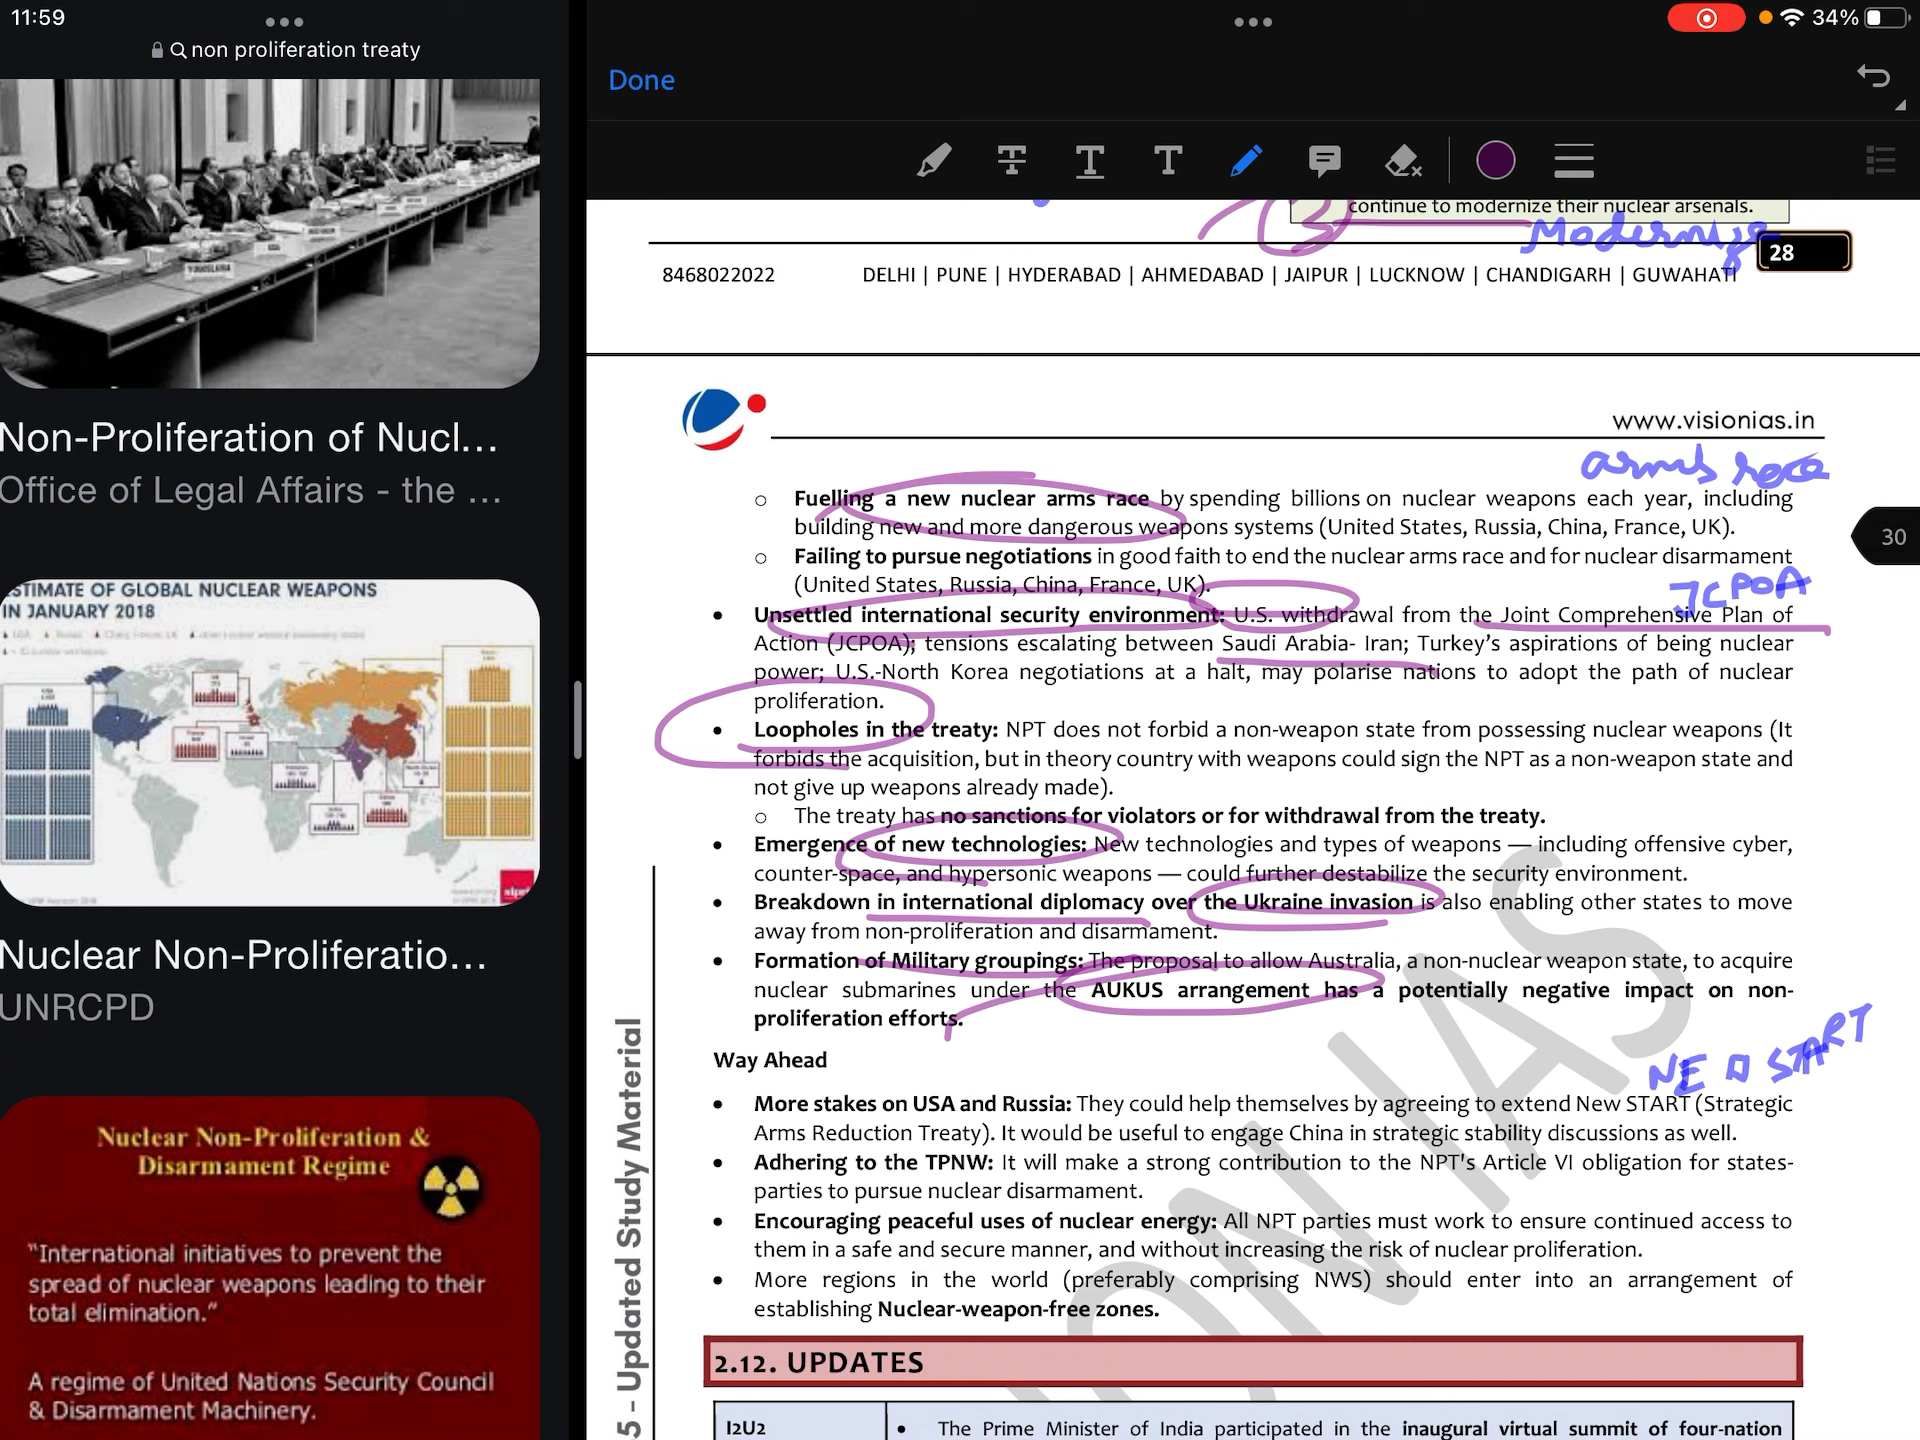 11:59
non proliferation treaty
34%
Done
YUGOSLAVIA
Non-Proliferation of Nucl...
Office of Legal Affairs - the ...
STIMATE OF GLOBAL NUCLEAR WEAPONS
IN JANUARY 2018
sipri
Nuclear Non-Proliferatio...
UNRCPD
Nuclear Non-Proliferation &
Disarmament Regime
"International initiatives to prevent the
spread of nuclear weapons leading to their
total elimination."
A regime of United Nations Security Council
& Disarmament Machinery.
continue to modernize their nuclear arsenals.
3
Modernize
28
8468022022
DELHI | PUNE | HYDERABAD | AHMEDABAD | JAIPUR | LUCKNOW | CHANDIGARH | GUWAHATI
www.visionias.in
arms race
30
o Fuelling a new nuclear arms race by spending billions on nuclear weapons each year, including
building new and more dangerous weapons systems (United States, Russia, China, France, UK).
o Failing to pursue negotiations in good faith to end the nuclear arms race and for nuclear disarmament
(United States, Russia, China, France, UK).
JCPOA
• Unsettled international security environment: U.S. withdrawal from the Joint Comprehensive Plan of
Action (JCPOA); tensions escalating between Saudi Arabia- Iran; Turkey's aspirations of being nuclear
power; U.S.-North Korea negotiations at a halt, may polarise nations to adopt the path of nuclear
proliferation.
• Loopholes in the treaty: NPT does not forbid a non-weapon state from possessing nuclear weapons (It
forbids the acquisition, but in theory country with weapons could sign the NPT as a non-weapon state and
not give up weapons already made).
o The treaty has no sanctions for violators or for withdrawal from the treaty.
• Emergence of new technologies: New technologies and types of weapons — including offensive cyber,
counter-space, and hypersonic weapons — could further destabilize the security environment.
• Breakdown in international diplomacy over the Ukraine invasion is also enabling other states to move
away from non-proliferation and disarmament.
• Formation of Military groupings: The proposal to allow Australia, a non-nuclear weapon state, to acquire
nuclear submarines under the AUKUS arrangement has a potentially negative impact on non-
proliferation efforts.
Way Ahead
START
• More stakes on USA and Russia: They could help themselves by agreeing to extend New START (Strategic
Arms Reduction Treaty). It would be useful to engage China in strategic stability discussions as well.
• Adhering to the TPNW: It will make a strong contribution to the NPT's Article VI obligation for states-
parties to pursue nuclear disarmament.
• Encouraging peaceful uses of nuclear energy: All NPT parties must work to ensure continued access to
them in a safe and secure manner, and without increasing the risk of nuclear proliferation.
• More regions in the world (preferably comprising NWS) should enter into an arrangement of
establishing Nuclear-weapon-free zones.
5 - Updated Study Material
ION IAS
2.12. UPDATES
I2U2
• The Prime Minister of India participated in the inaugural virtual summit of four-nation